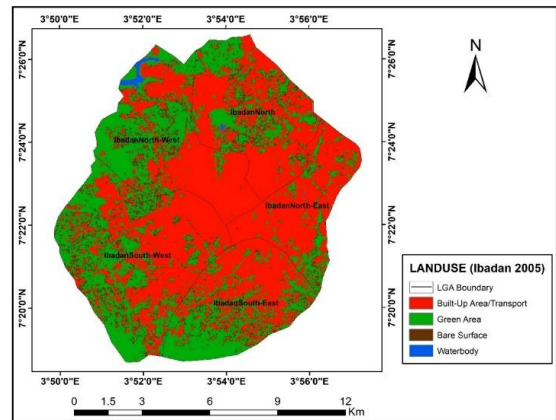 3°50'0"E 3°52'0"E 3°54'0"E 3°56'0"E
N
7°26'0"N 7°26'0"N
IbadanNorth
IbadanNorth-West
7°24'0"N 7°24'0"N
IbadanNorth-East
7°22'0"N 7°22'0"N
IbadanSouth-West
IbadanSouth-East
7°20'0"N 7°20'0"N
LANDUSE (Ibadan 2005)
LGA Boundary
Built-Up Area/Transport
Green Area
Bare Surface
Waterbody
3°50'0"E 3°52'0"E 3°54'0"E 3°56'0"E
0 1.5 3 6 9 12
Km